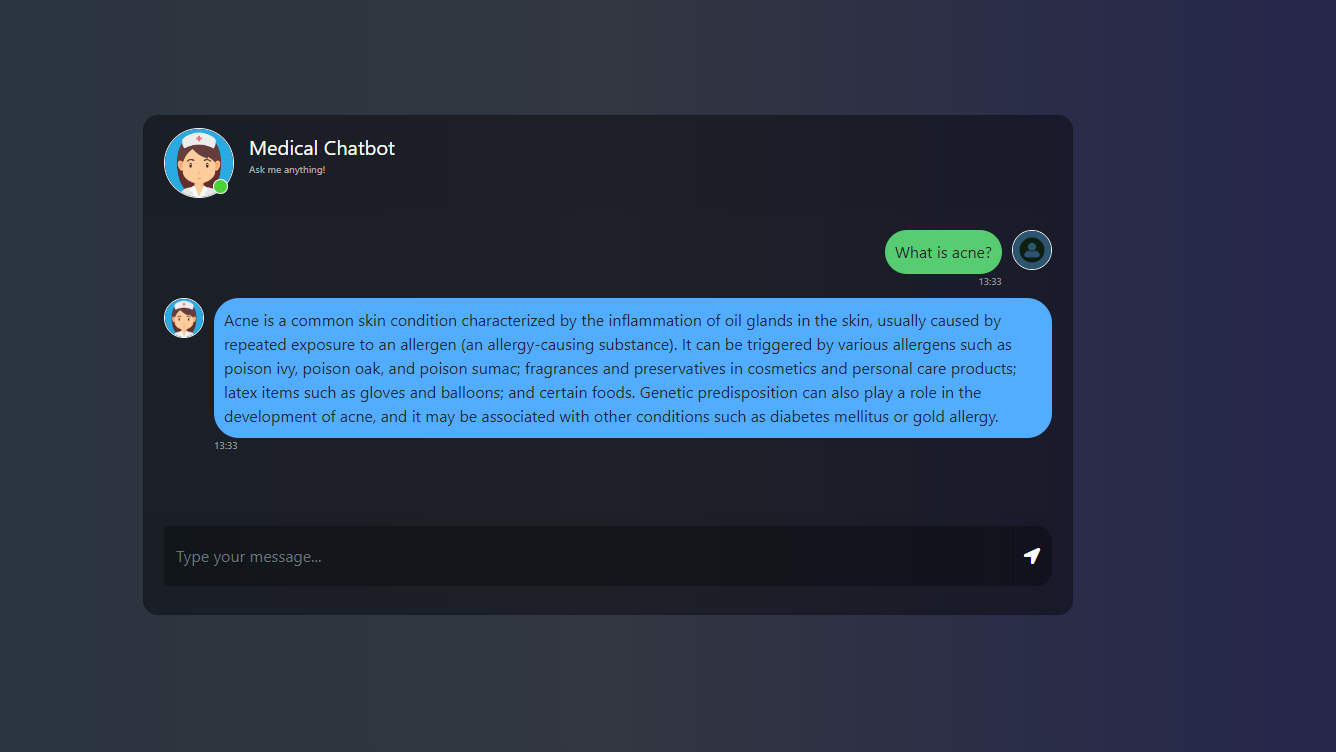 Medical Chatbot
Ask me anything!
What is acne?
13:33
Acne is a common skin condition characterized by the inflammation of oil glands in the skin, usually caused by
repeated exposure to an allergen (an allergy-causing substance). It can be triggered by various allergens such as
poison ivy, poison oak, and poison sumac; fragrances and preservatives in cosmetics and personal care products;
latex items such as gloves and balloons; and certain foods. Genetic predisposition can also play a role in the
development of acne, and it may be associated with other conditions such as diabetes mellitus or gold allergy.
13:33
Type your message...